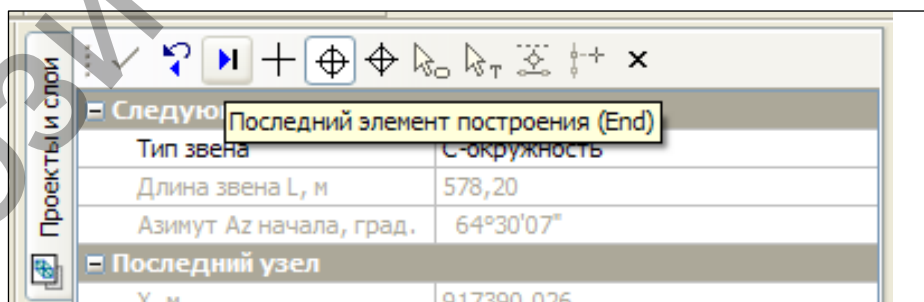 Проекты и слои
Последний элемент построения (End)
Тип звена С-окружность
Длина звена L, м 578,20
Азимут Az начала, град. 64°30'07"
Последний узел
X, м 917390,026